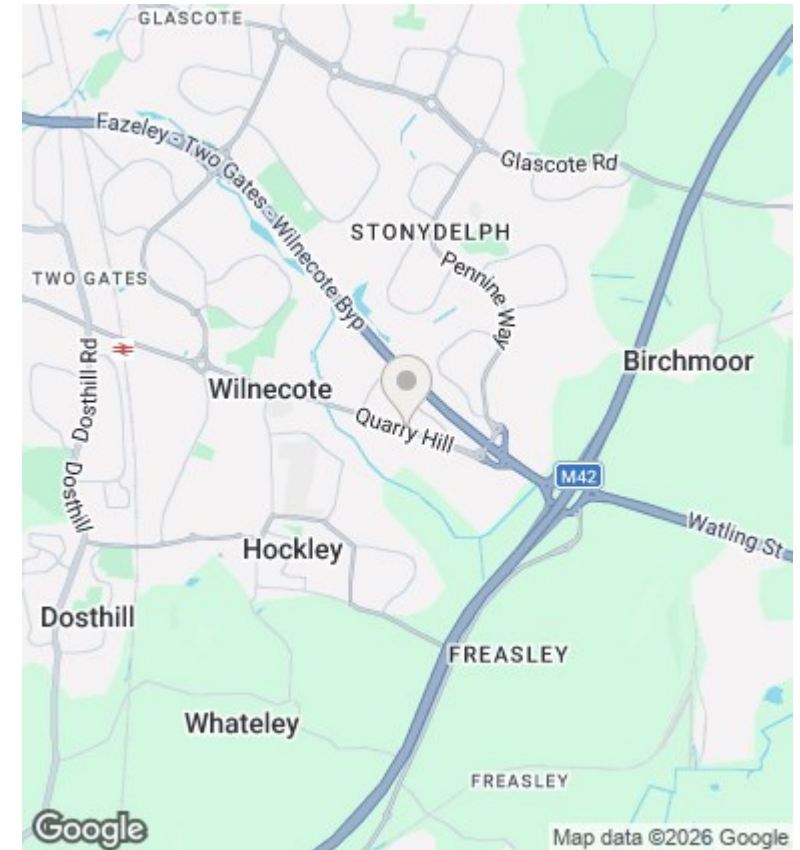 GLASCOTE
Fazeley - Two Gates - Wilnecote Byp
Glascote Rd
STONYDELPH
Pennine Way
TWO GATES
Dosthill Rd
Birchmoor
Wilnecote
Quarry Hill
Dosthill
M42
Watling St
Hockley
Dosthill
FREASLEY
Whateley
FREASLEY
Google
Map data ©2026 Google